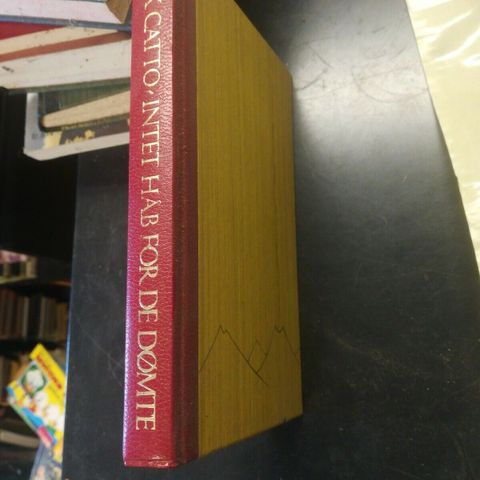 CATTO · INTET HÅB FOR DE DØMTE